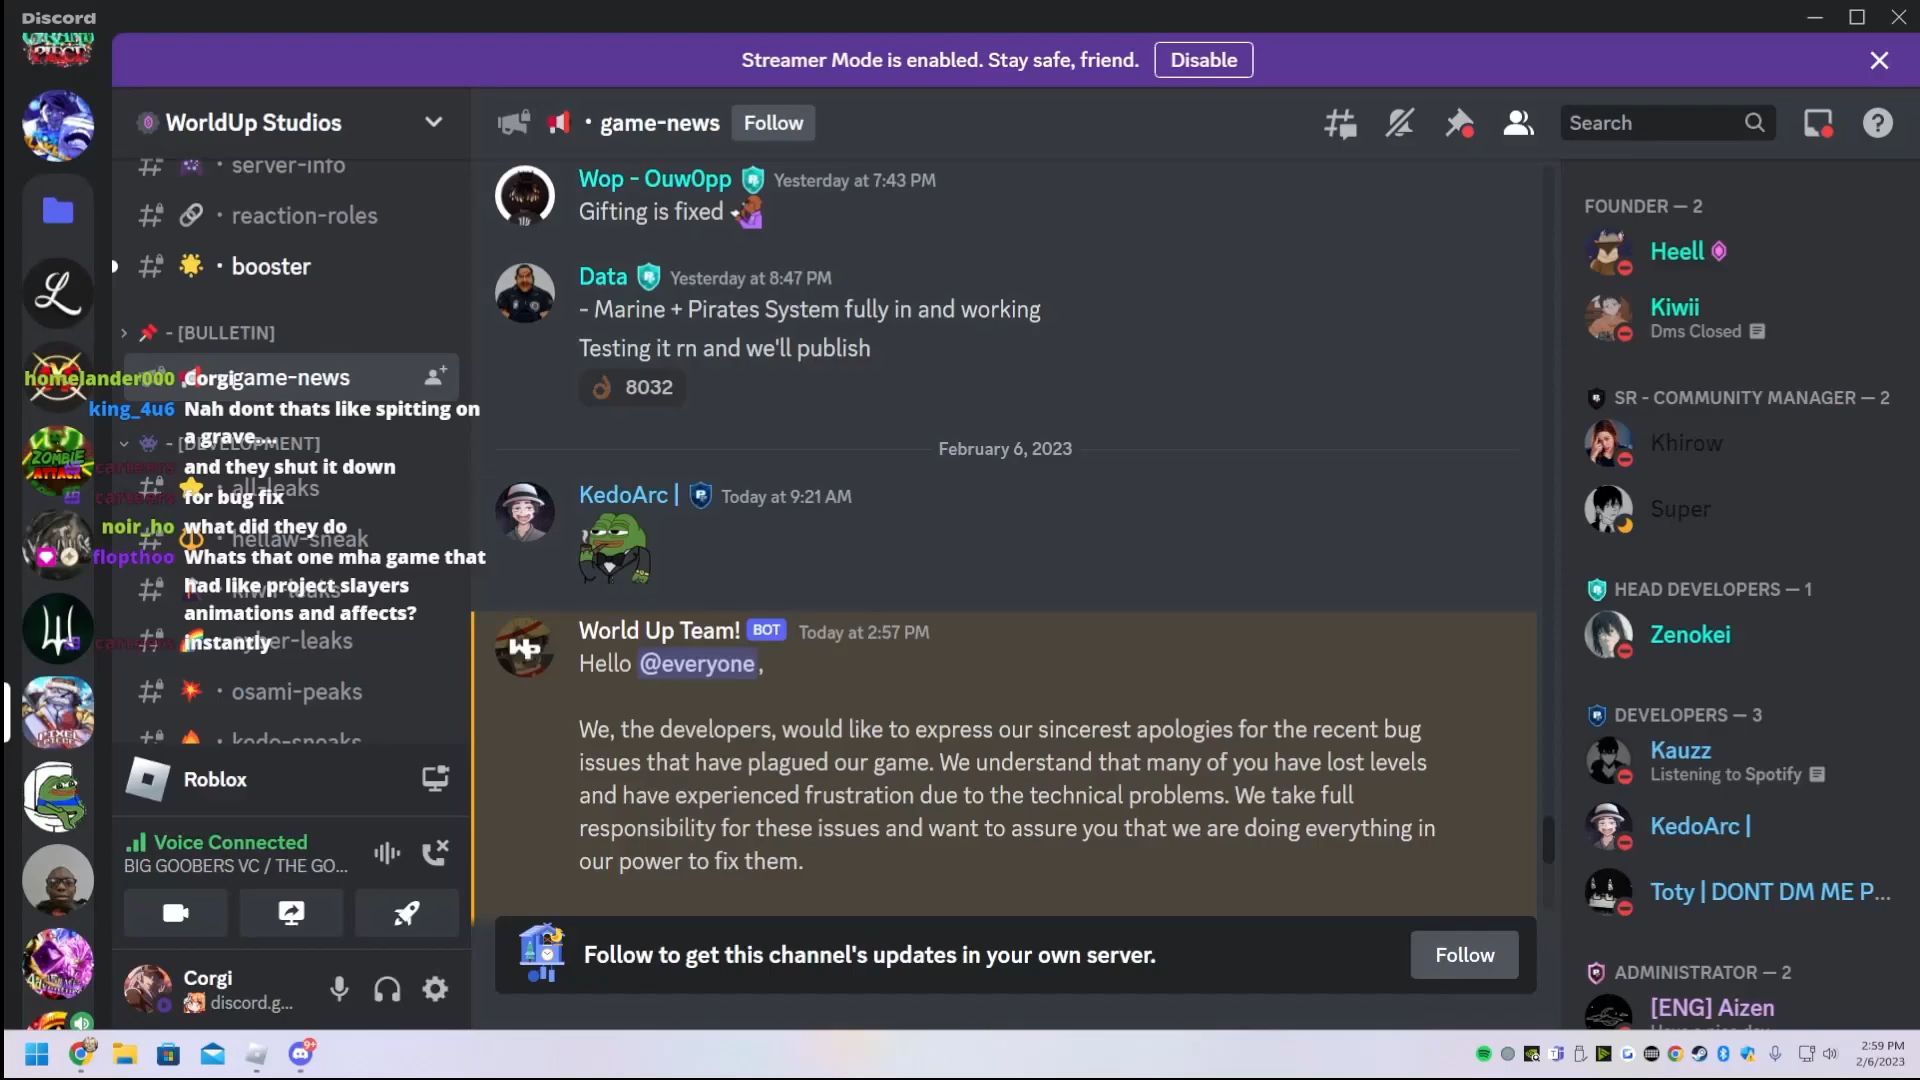 Discord
Streamer Mode is enabled. Stay safe, friend.
Disable
WorldUp Studios
server-info
reaction-roles
booster
- [BULLETIN]
game-news
- [DEVELOPMENT]
all-leaks
hellaw-sneak
osami-peaks
homelander000 Corgi
king_4u6 Nah dont thats like spitting on
a grave....
and they shut it down
for bug fix
noir_ho what did they do
flopthoo Whats that one mha game that
had like project slayers
animations and affects?
instantly
Roblox
Voice Connected
BIG GOOBERS VC / THE GO...
Corgi
discord.g...
game-news
Follow
Search
Wop - Ouw0pp Yesterday at 7:43 PM
Gifting is fixed
Data Yesterday at 8:47 PM
- Marine + Pirates System fully in and working
Testing it rn and we'll publish
8032
February 6, 2023
KedoArc | Today at 9:21 AM
World Up Team! BOT Today at 2:57 PM
Hello @everyone,
We, the developers, would like to express our sincerest apologies for the recent bug
issues that have plagued our game. We understand that many of you have lost levels
and have experienced frustration due to the technical problems. We take full
responsibility for these issues and want to assure you that we are doing everything in
our power to fix them.
Follow to get this channel's updates in your own server.
Follow
FOUNDER — 2
Heell
Kiwii
Dms Closed
SR - COMMUNITY MANAGER — 2
Khirow
Super
HEAD DEVELOPERS — 1
Zenokei
DEVELOPERS — 3
Kauzz
Listening to Spotify
KedoArc |
Toty | DONT DM ME P...
ADMINISTRATOR — 2
[ENG] Aizen
2:59 PM
2/6/2023